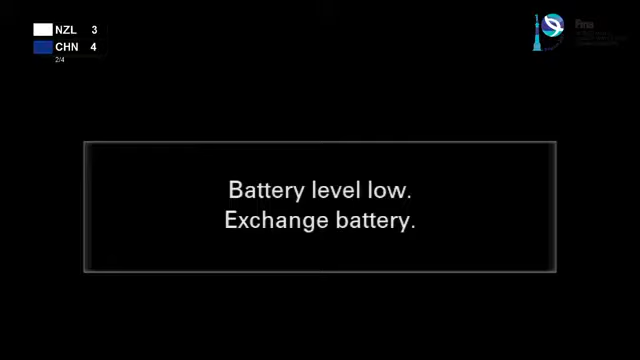 NZL 3
CHN 4
2/4
Fina
Battery level low.
Exchange battery.